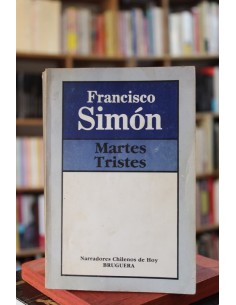 Francisco
Simón
Martes
Tristes
Narradores Chilenos de Hoy
BRUGUERA